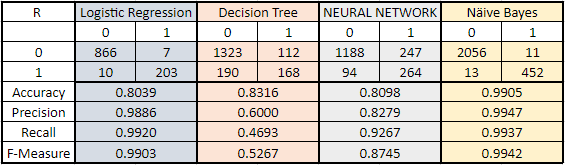 R Logistic Regression Decision Tree NEURAL NETWORK Näive Bayes
0 1 0 1 0 1 0 1
0 866 7 1323 112 1188 247 2056 11
1 10 203 190 168 94 264 13 452
Accuracy 0.8039 0.8316 0.8098 0.9905
Precision 0.9886 0.6000 0.8279 0.9947
Recall 0.9920 0.4693 0.9267 0.9937
F-Measure 0.9903 0.5267 0.8745 0.9942